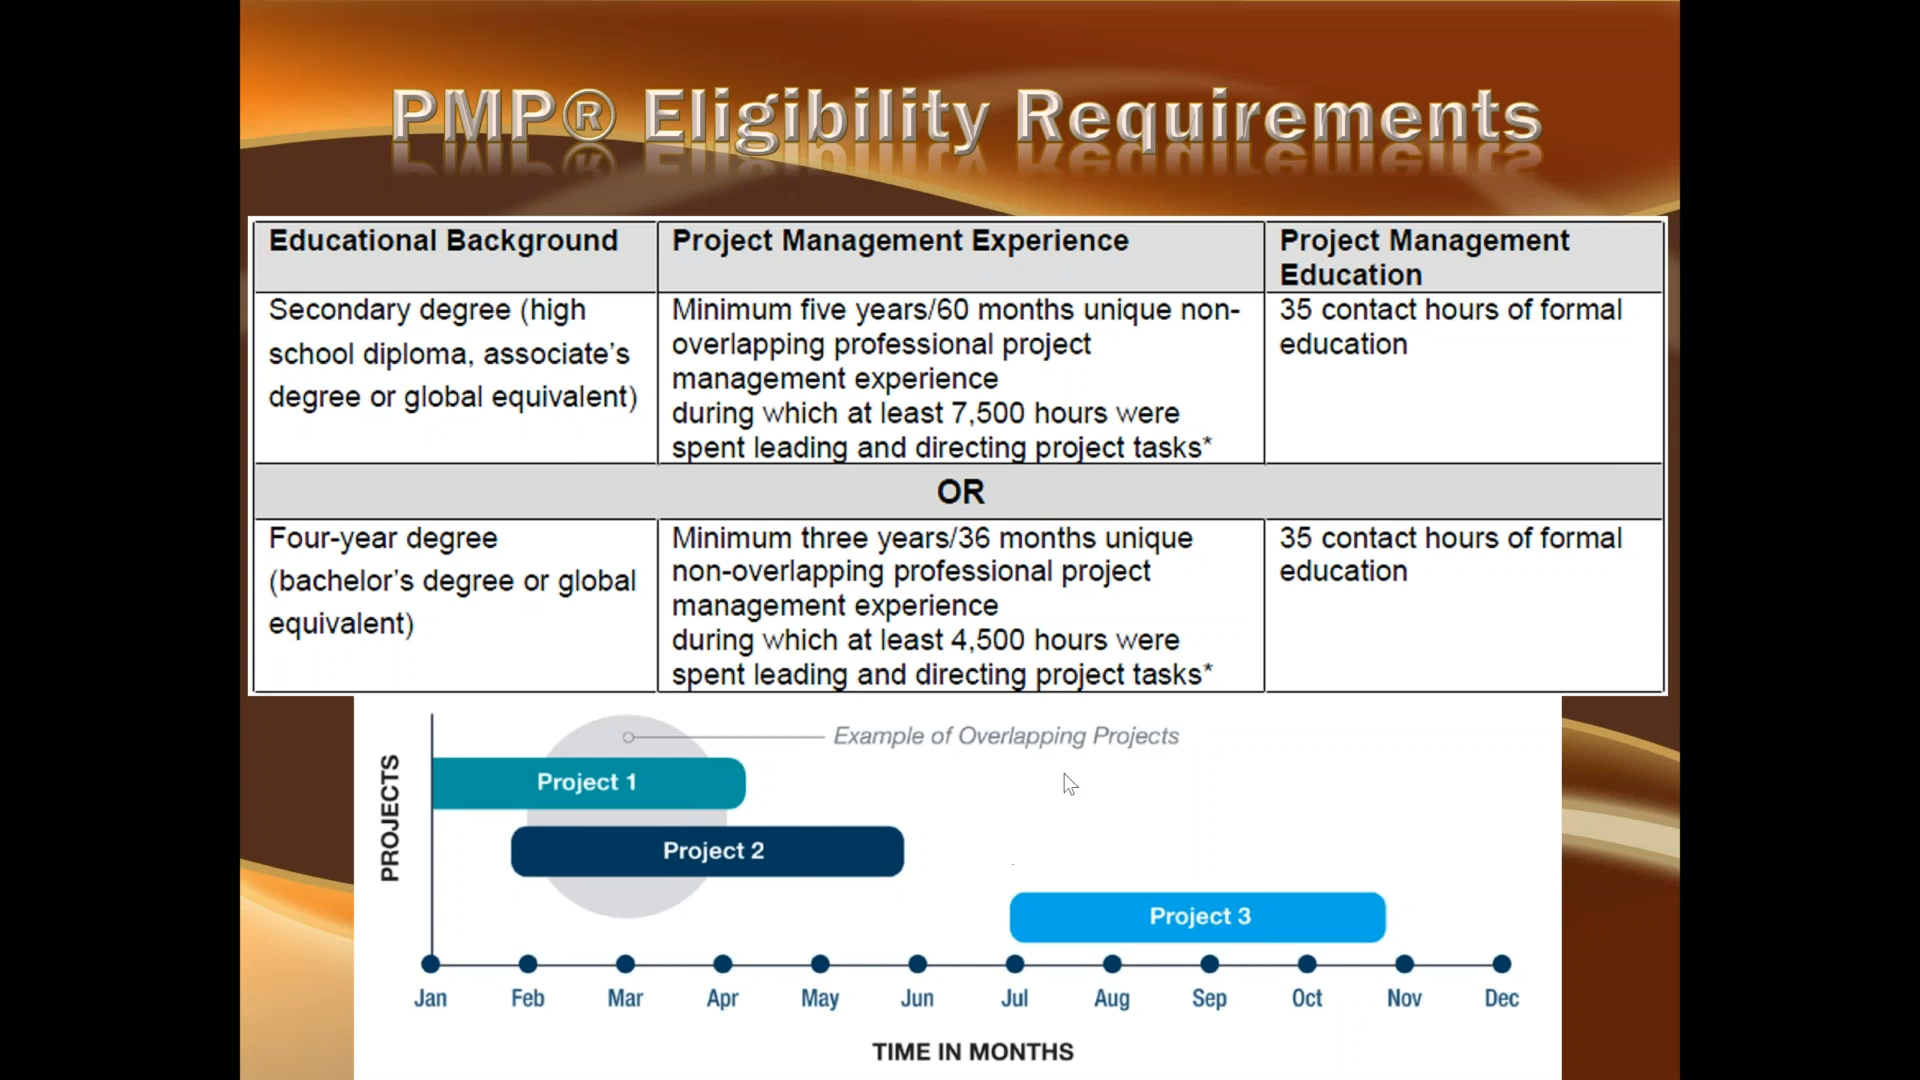 PMP® Eligibility Requirements
Educational Background
Project Management Experience
Project Management
Education
Secondary degree (high
school diploma, associate's
degree or global equivalent)
Minimum five years/60 months unique non-
overlapping professional project
management experience
during which at least 7,500 hours were
spent leading and directing project tasks*
35 contact hours of formal
education
OR
Four-year degree
(bachelor's degree or global
equivalent)
Minimum three years/36 months unique
non-overlapping professional project
management experience
during which at least 4,500 hours were
spent leading and directing project tasks*
35 contact hours of formal
education
Example of Overlapping Projects
PROJECTS
Project 1
Project 2
Project 3
Jan Feb Mar Apr May Jun Jul Aug Sep Oct Nov Dec
TIME IN MONTHS